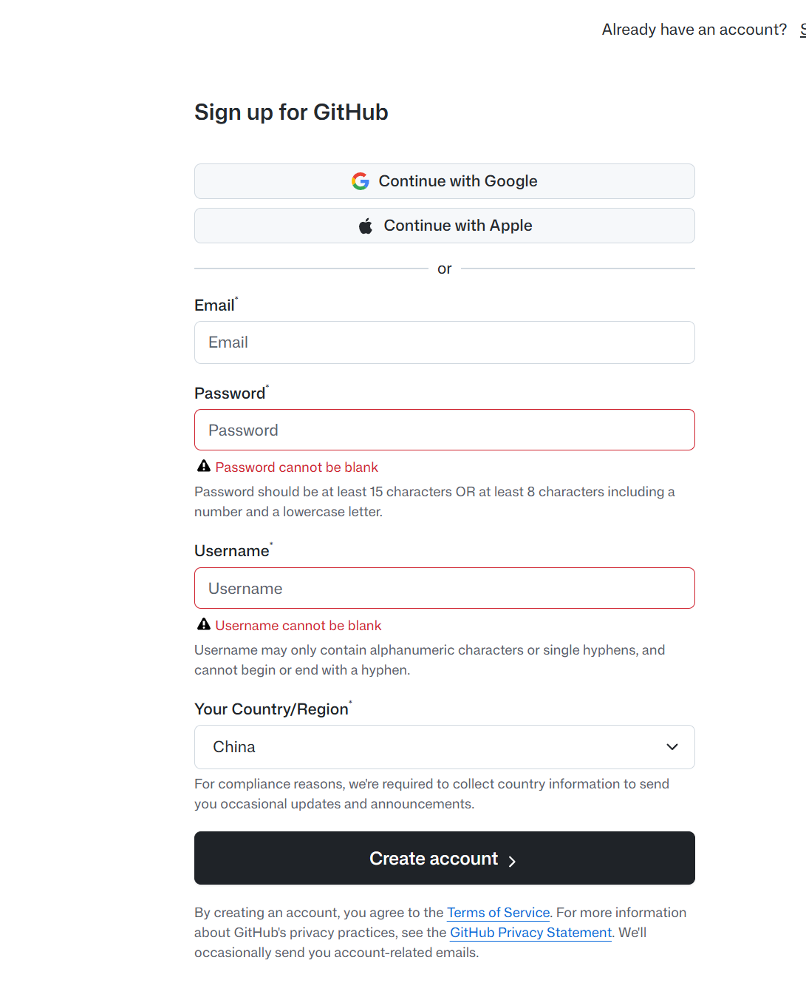 Already have an account?
Sign up for GitHub
Continue with Google
Continue with Apple
or
Email*
Email
Password*
Password
Password cannot be blank
Password should be at least 15 characters OR at least 8 characters including a
number and a lowercase letter.
Username*
Username
Username cannot be blank
Username may only contain alphanumeric characters or single hyphens, and
cannot begin or end with a hyphen.
Your Country/Region*
China
For compliance reasons, we're required to collect country information to send
you occasional updates and announcements.
Create account
By creating an account, you agree to the Terms of Service. For more information
about GitHub's privacy practices, see the GitHub Privacy Statement. We'll
occasionally send you account-related emails.